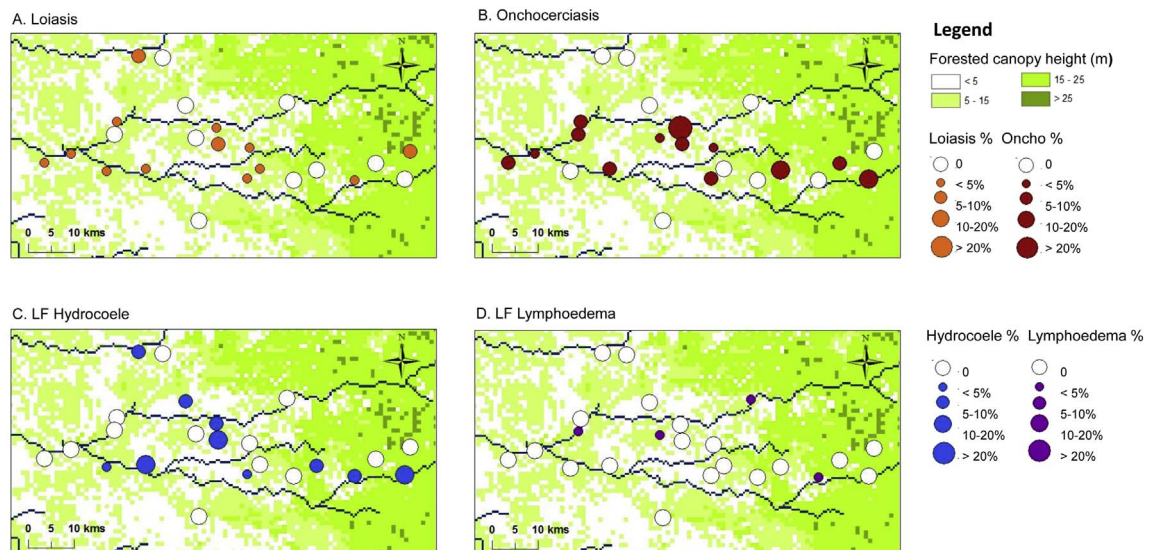 A. Loiasis
B. Onchocerciasis
Legend
Forested canopy height (m)
< 5
15 - 25
5 - 15
> 25
Loiasis %
Oncho %
0
0
< 5%
< 5%
5-10%
5-10%
10-20%
10-20%
> 20%
> 20%
N
N
0 5 10 kms
0 5 10 kms
C. LF Hydrocoele
D. LF Lymphoedema
Hydrocoele %
Lymphoedema %
0
0
< 5%
< 5%
5-10%
5-10%
10-20%
10-20%
> 20%
> 20%
N
N
0 5 10 kms
0 5 10 kms